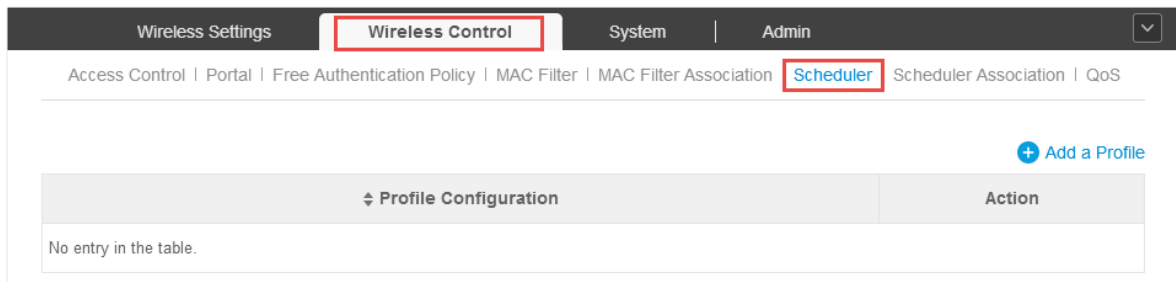 Wireless Settings Wireless Control System | Admin
Access Control | Portal | Free Authentication Policy | MAC Filter | MAC Filter Association Scheduler Scheduler Association | QoS
Add a Profile
Profile Configuration Action
No entry in the table.